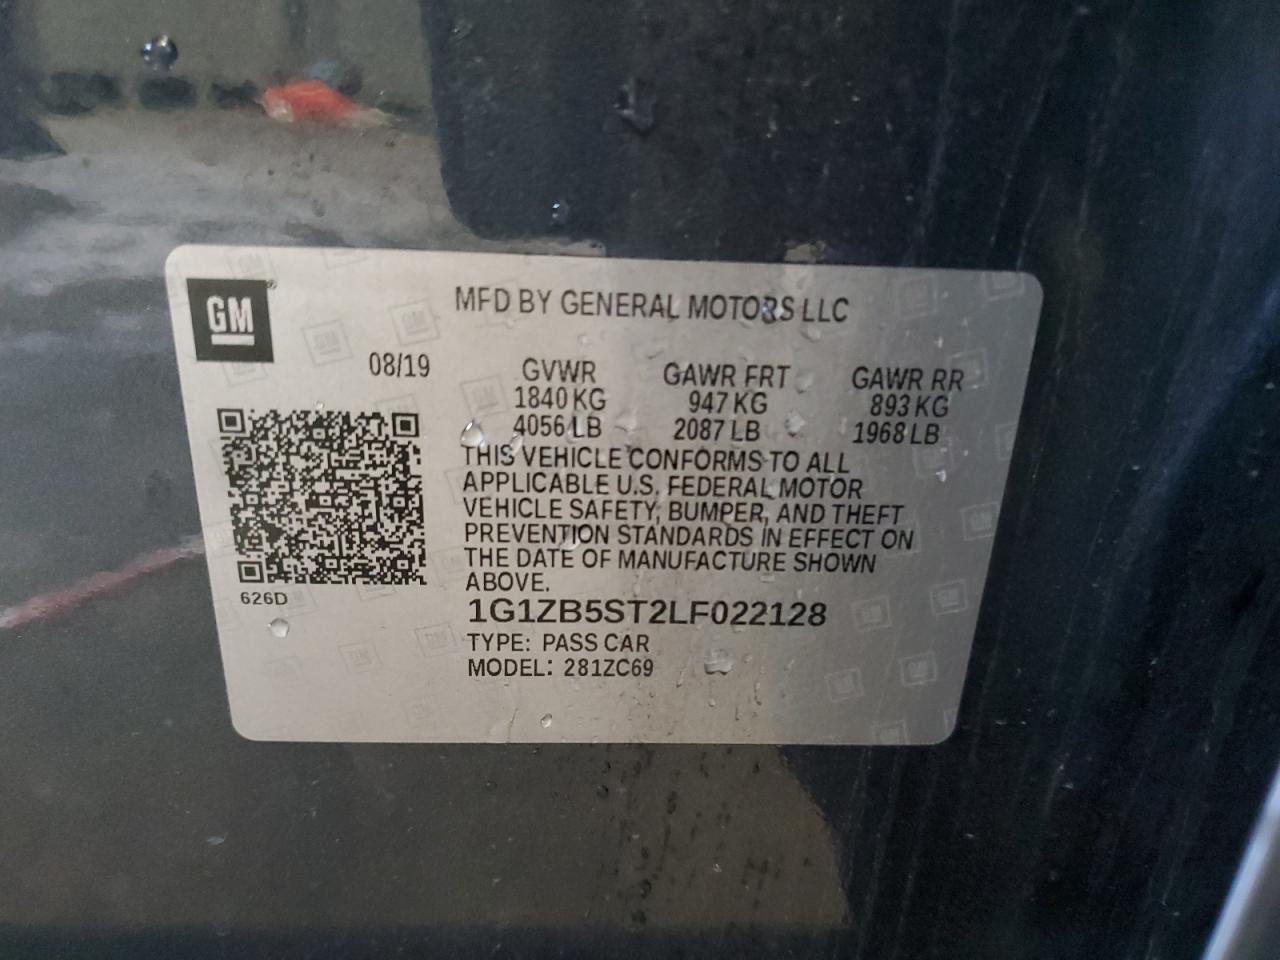 GM
MFD BY GENERAL MOTORS LLC
08/19
GVWR GAWR FRT GAWR RR
1840 KG 947 KG 893 KG
4056 LB 2087 LB 1968 LB
THIS VEHICLE CONFORMS TO ALL
APPLICABLE U.S. FEDERAL MOTOR
VEHICLE SAFETY, BUMPER, AND THEFT
PREVENTION STANDARDS IN EFFECT ON
THE DATE OF MANUFACTURE SHOWN
ABOVE.
626D
1G1ZB5ST2LF022128
TYPE: PASS CAR
MODEL: 281ZC69